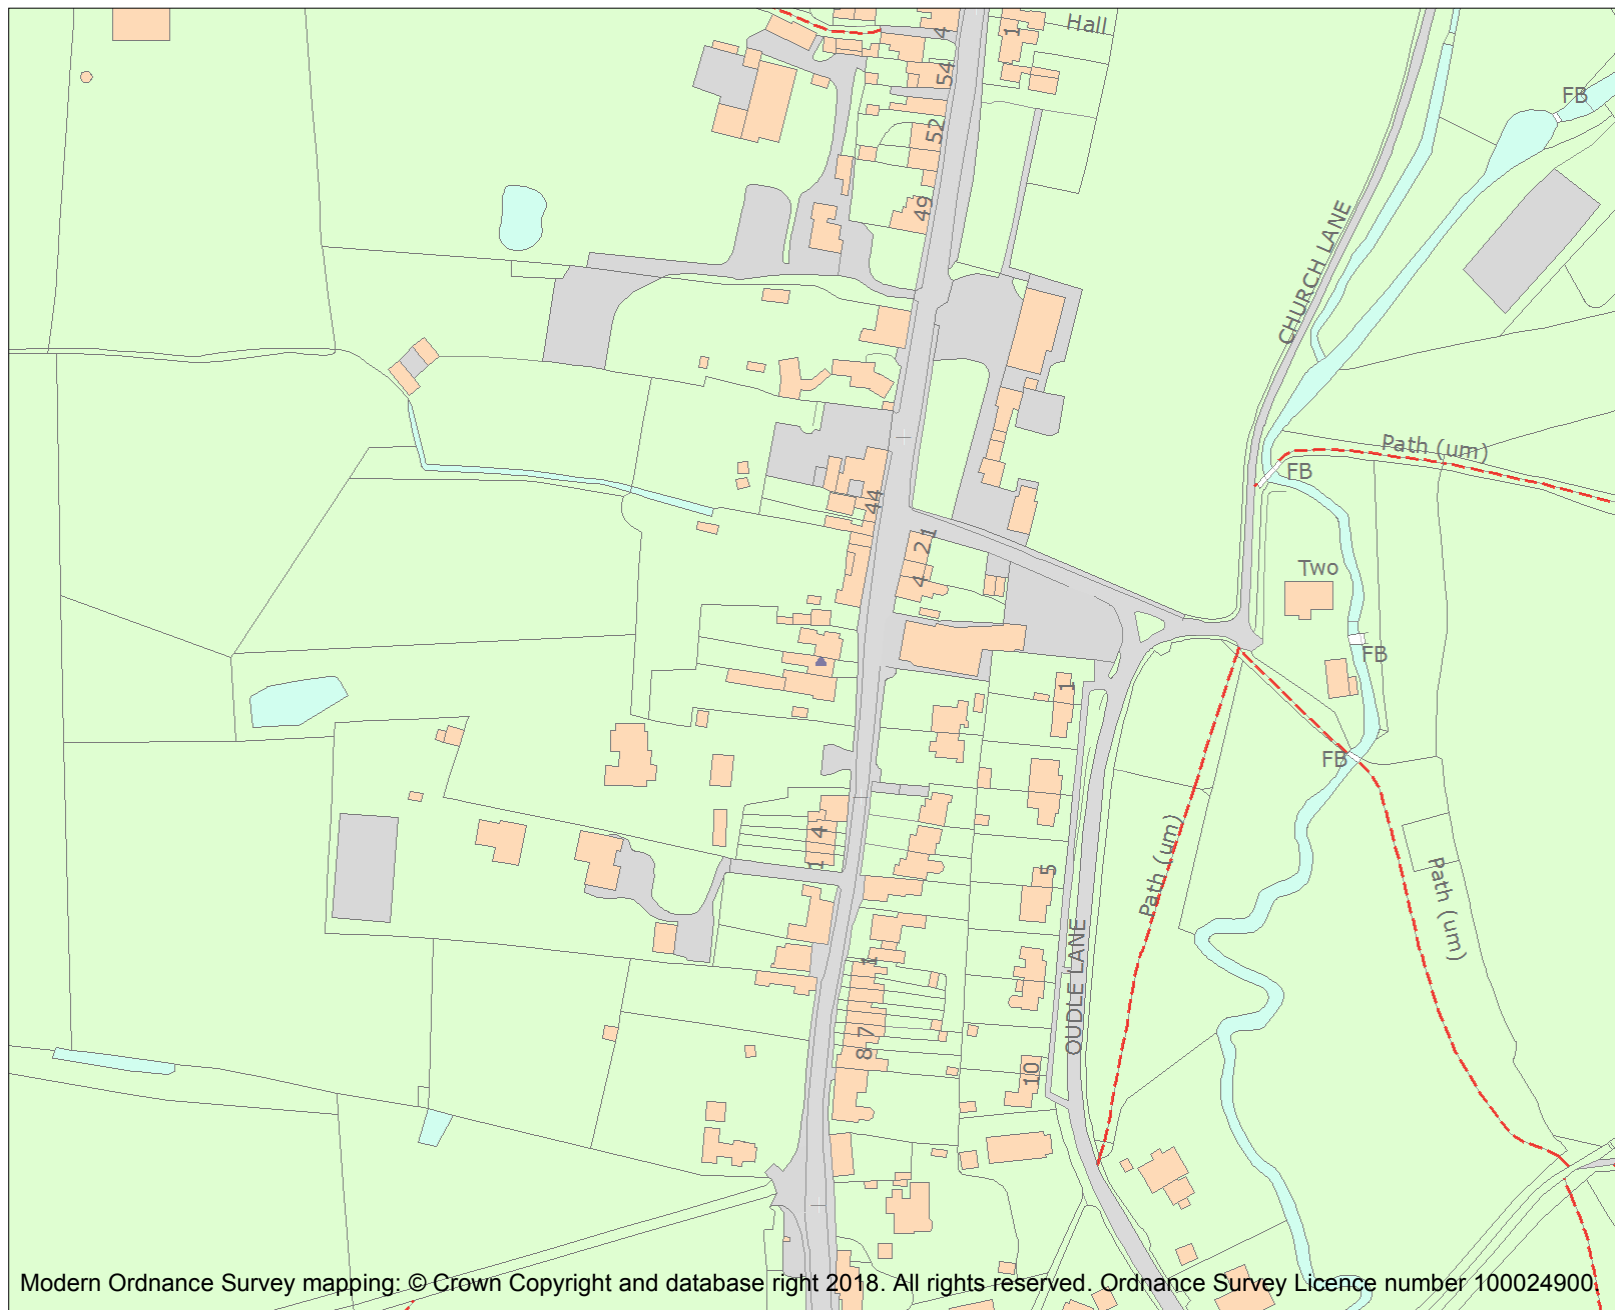 Hall
4
1
54
FB
52
49
CHURCH LANE
Path (um)
FB
44
2 1
4
Two
FB
1
FB
4
1
Path (um)
5
Path (um)
OUDLE LANE
1
8 7
10
Modern Ordnance Survey mapping: © Crown Copyright and database right 2018. All rights reserved. Ordnance Survey Licence number 100024900.